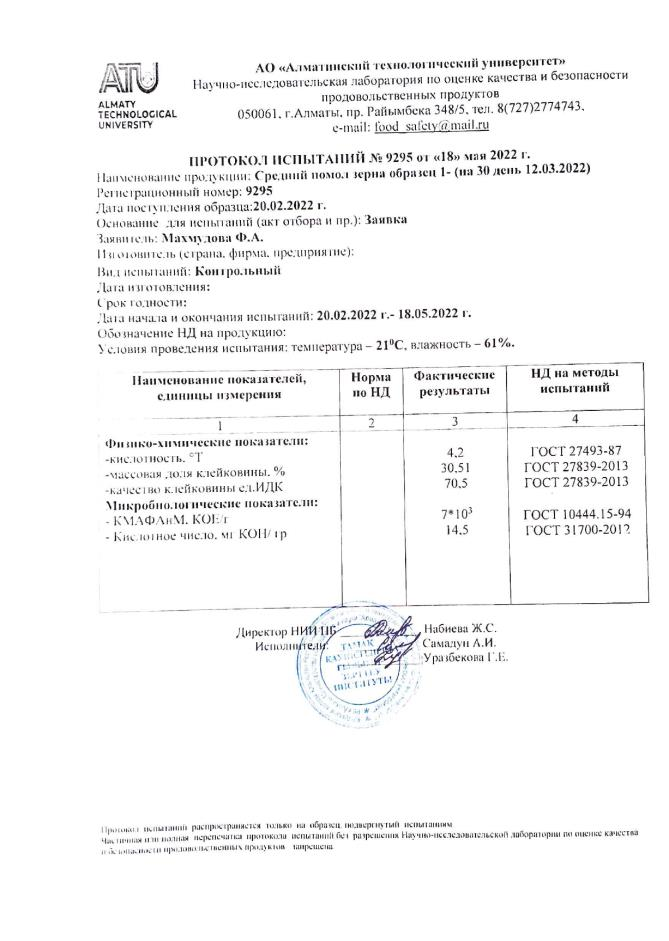 ATU
ALMATY
TECHNOLOGICAL
UNIVERSITY
АО «Алматинский технологический университет»
Научно-исследовательская лаборатория по оценке качества и безопасности
продовольственных продуктов
050061, г.Алматы, пр. Райымбека 348/5, тел. 8(727)2774743,
e-mail: food_safety@mail.ru
ПРОТОКОЛ ИСПЫТАНИЙ № 9295 от «18» мая 2022 г.
Наименование продукции: Средний помол зерна образец 1- (на 30 день 12.03.2022)
Регистрационный номер: 9295
Дата поступления образца:20.02.2022 г.
Основание для испытаний (акт отбора и пр.): Заявка
Заявитель: Махмудова Ф.А.
Изготовитель (страна, фирма, предприятие):
Вид испытаний: Контрольный
Дата изготовления:
Срок годности:
Дата начала и окончания испытаний: 20.02.2022 г.- 18.05.2022 г.
Обозначение НД на продукцию:
Условия проведения испытания: температура – 21⁰С, влажность – 61%.
Наименование показателей, Норма Фактические НД на методы
единицы измерения по НД результаты испытаний
1 2 3 4
Физико-химические показатели:
-кислотность, °Т 4,2 ГОСТ 27493-87
-массовая доля клейковины, % 30,51 ГОСТ 27839-2013
-качество клейковины ед.ИДК 70,5 ГОСТ 27839-2013
Микробиологические показатели:
- КМАФАнМ, КОЕ/г 7*10³ ГОСТ 10444.15-94
- Кислотное число, мг КОН/ гр 14,5 ГОСТ 31700-2012
Директор НИИ ПБ Набиева Ж.С.
Исполнители: Самадун А.И.
Уразбекова Г.Е.
ТАМАҚ
ҚАУІПСІЗДІГІ
ҒЫЛЫМИ
ЗЕРТТЕУ
ИНСТИТУТЫ
Протокол испытаний распространяется только на образец, подвергнутый испытаниям
Частичная или полная перепечатка протокола испытаний без разрешения Научно-исследовательской лаборатории по оценке качества
и безопасности продовольственных продуктов запрещена